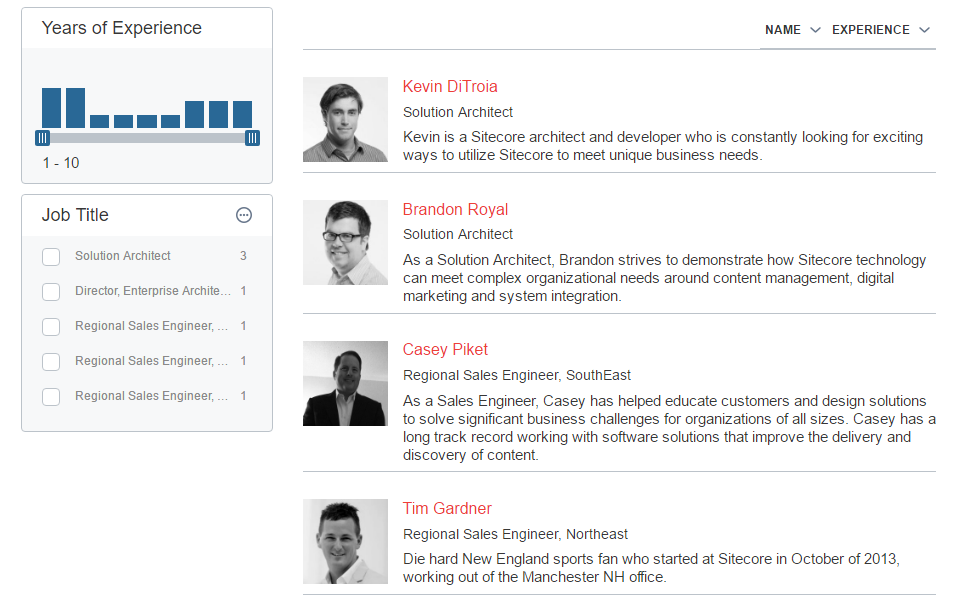 Years of Experience
1 - 10
Job Title
Solution Architect 3
Director, Enterprise Archite... 1
Regional Sales Engineer, ... 1
Regional Sales Engineer, ... 1
Regional Sales Engineer, ... 1
NAME EXPERIENCE
Kevin DiTroia
Solution Architect
Kevin is a Sitecore architect and developer who is constantly looking for exciting
ways to utilize Sitecore to meet unique business needs.
Brandon Royal
Solution Architect
As a Solution Architect, Brandon strives to demonstrate how Sitecore technology
can meet complex organizational needs around content management, digital
marketing and system integration.
Casey Piket
Regional Sales Engineer, SouthEast
As a Sales Engineer, Casey has helped educate customers and design solutions
to solve significant business challenges for organizations of all sizes. Casey has a
long track record working with software solutions that improve the delivery and
discovery of content.
Tim Gardner
Regional Sales Engineer, Northeast
Die hard New England sports fan who started at Sitecore in October of 2013,
working out of the Manchester NH office.